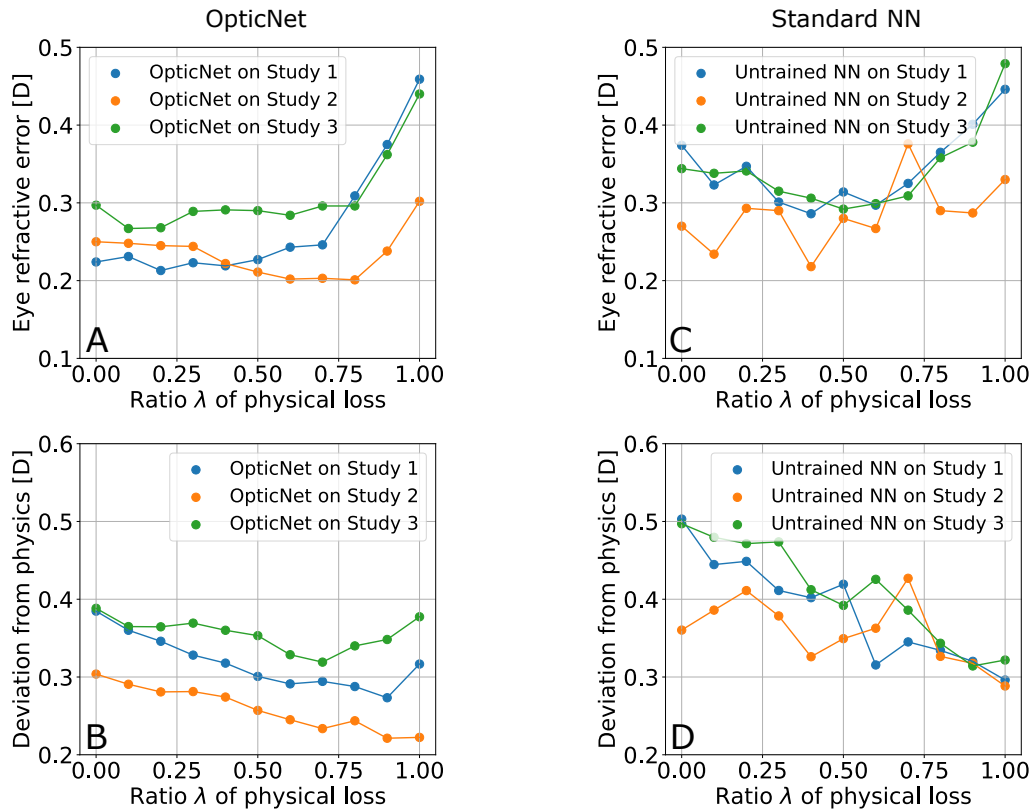 OpticNet
Standard NN
Eye refractive error [D]
0.5
0.4
0.3
0.2
0.1
OpticNet on Study 1
OpticNet on Study 2
OpticNet on Study 3
A
0.00 0.25 0.50 0.75 1.00
Ratio λ of physical loss
Eye refractive error [D]
0.5
0.4
0.3
0.2
0.1
Untrained NN on Study 1
Untrained NN on Study 2
Untrained NN on Study 3
C
0.00 0.25 0.50 0.75 1.00
Ratio λ of physical loss
Deviation from physics [D]
0.6
0.5
0.4
0.3
0.2
OpticNet on Study 1
OpticNet on Study 2
OpticNet on Study 3
B
0.00 0.25 0.50 0.75 1.00
Ratio λ of physical loss
Deviation from physics [D]
0.6
0.5
0.4
0.3
0.2
Untrained NN on Study 1
Untrained NN on Study 2
Untrained NN on Study 3
D
0.00 0.25 0.50 0.75 1.00
Ratio λ of physical loss